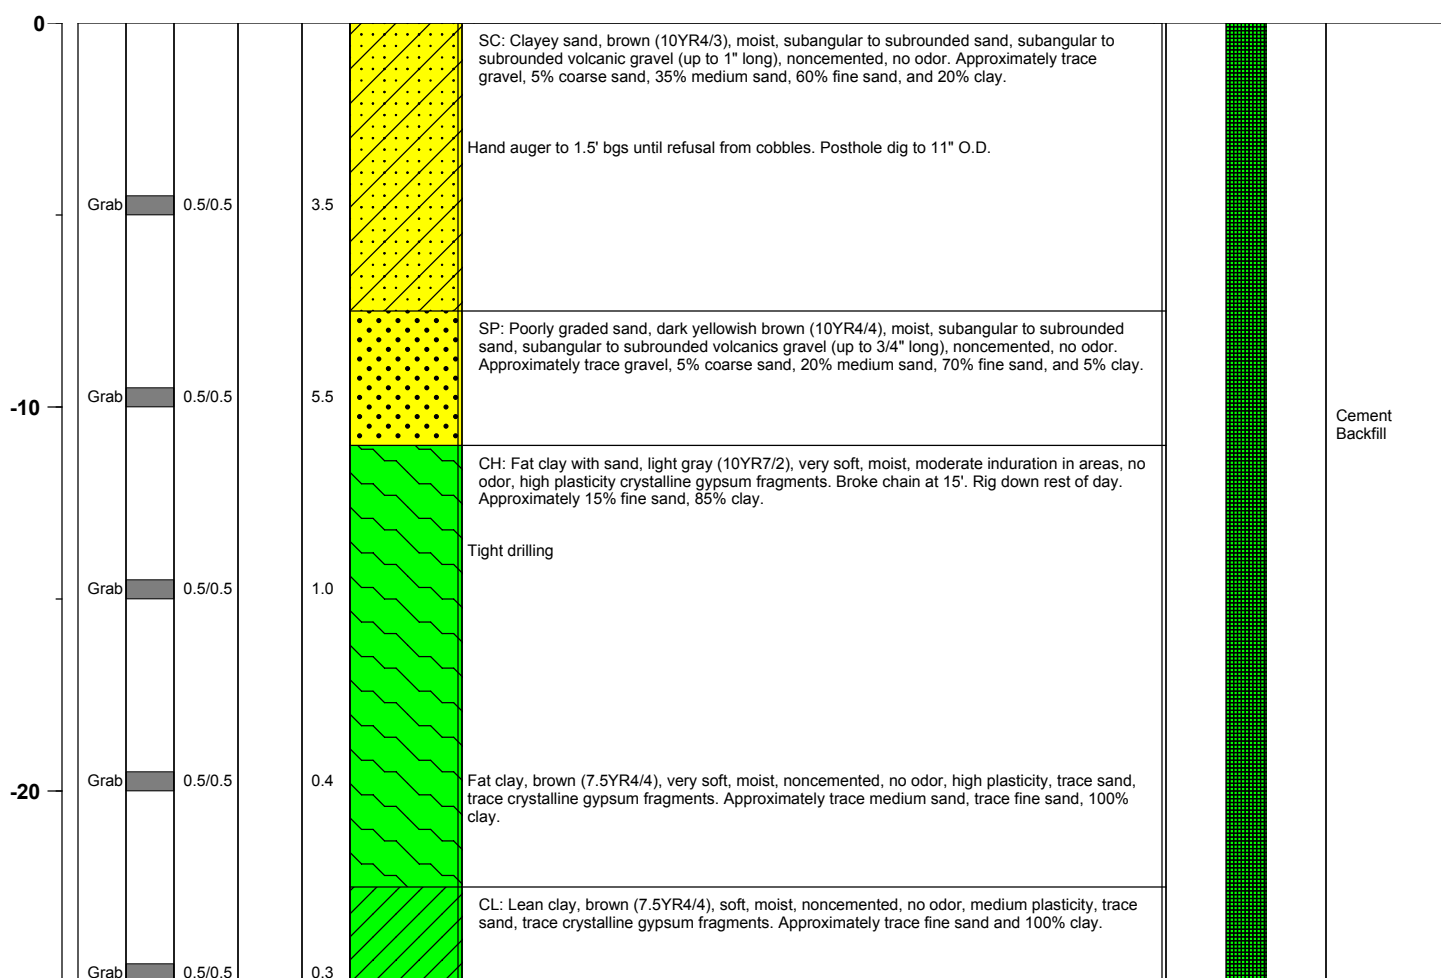 0
SC: Clayey sand, brown (10YR4/3), moist, subangular to subrounded sand, subangular to
subrounded volcanic gravel (up to 1" long), noncemented, no odor. Approximately trace
gravel, 5% coarse sand, 35% medium sand, 60% fine sand, and 20% clay.
Hand auger to 1.5' bgs until refusal from cobbles. Posthole dig to 11" O.D.
Grab 0.5/0.5 3.5
SP: Poorly graded sand, dark yellowish brown (10YR4/4), moist, subangular to subrounded
sand, subangular to subrounded volcanics gravel (up to 3/4" long), noncemented, no odor.
Approximately trace gravel, 5% coarse sand, 20% medium sand, 70% fine sand, and 5% clay.
Grab 0.5/0.5 5.5
-10
Cement
Backfill
CH: Fat clay with sand, light gray (10YR7/2), very soft, moist, moderate induration in areas, no
odor, high plasticity crystalline gypsum fragments. Broke chain at 15'. Rig down rest of day.
Approximately 15% fine sand, 85% clay.
Tight drilling
Grab 0.5/0.5 1.0
Grab 0.5/0.5 0.4
-20
Fat clay, brown (7.5YR4/4), very soft, moist, noncemented, no odor, high plasticity, trace sand,
trace crystalline gypsum fragments. Approximately trace medium sand, trace fine sand, 100%
clay.
CL: Lean clay, brown (7.5YR4/4), soft, moist, noncemented, no odor, medium plasticity, trace
sand, trace crystalline gypsum fragments. Approximately trace fine sand and 100% clay.
Grab 0.5/0.5 0.3